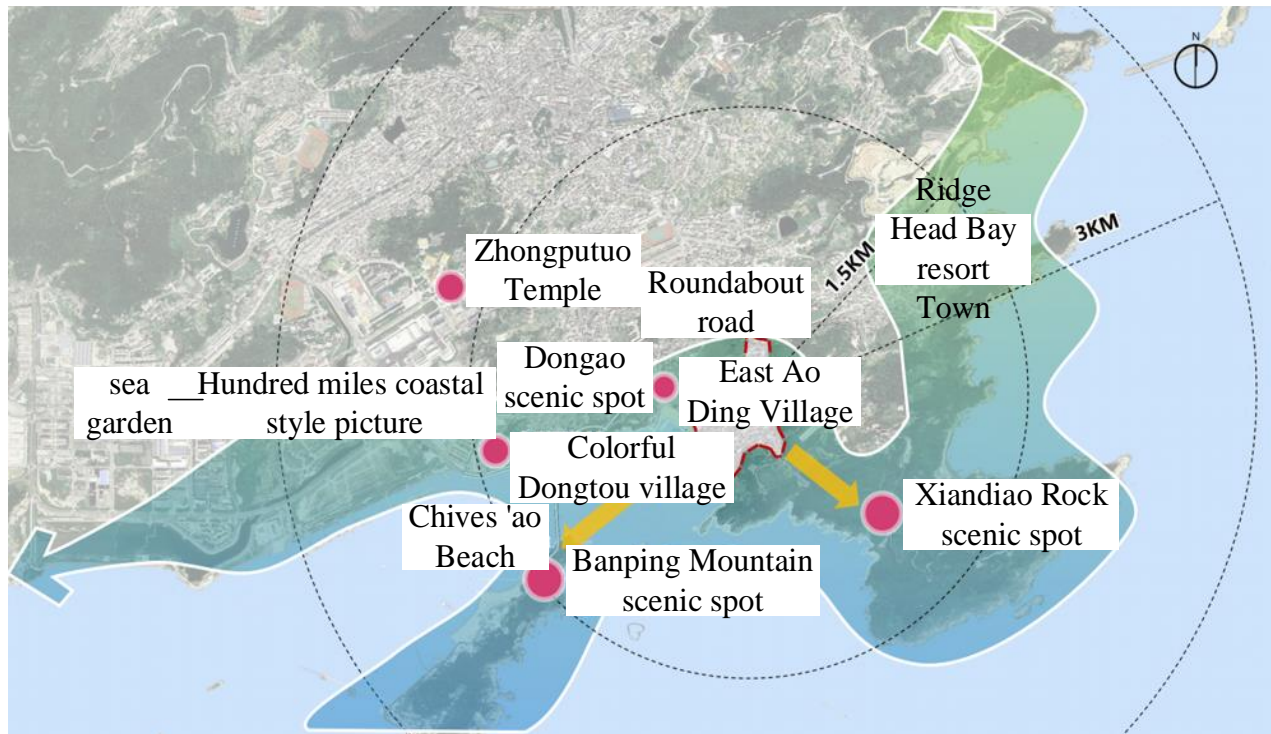 N
Ridge
Head Bay
resort
Town
3KM
1.5KM
Zhongputuo
Temple
Roundabout
road
Dongao
scenic spot
East Ao
Ding Village
sea
garden
—Hundred miles coastal
style picture
Colorful
Dongtou village
Chives 'ao
Beach
Xiandiao Rock
scenic spot
Banping Mountain
scenic spot